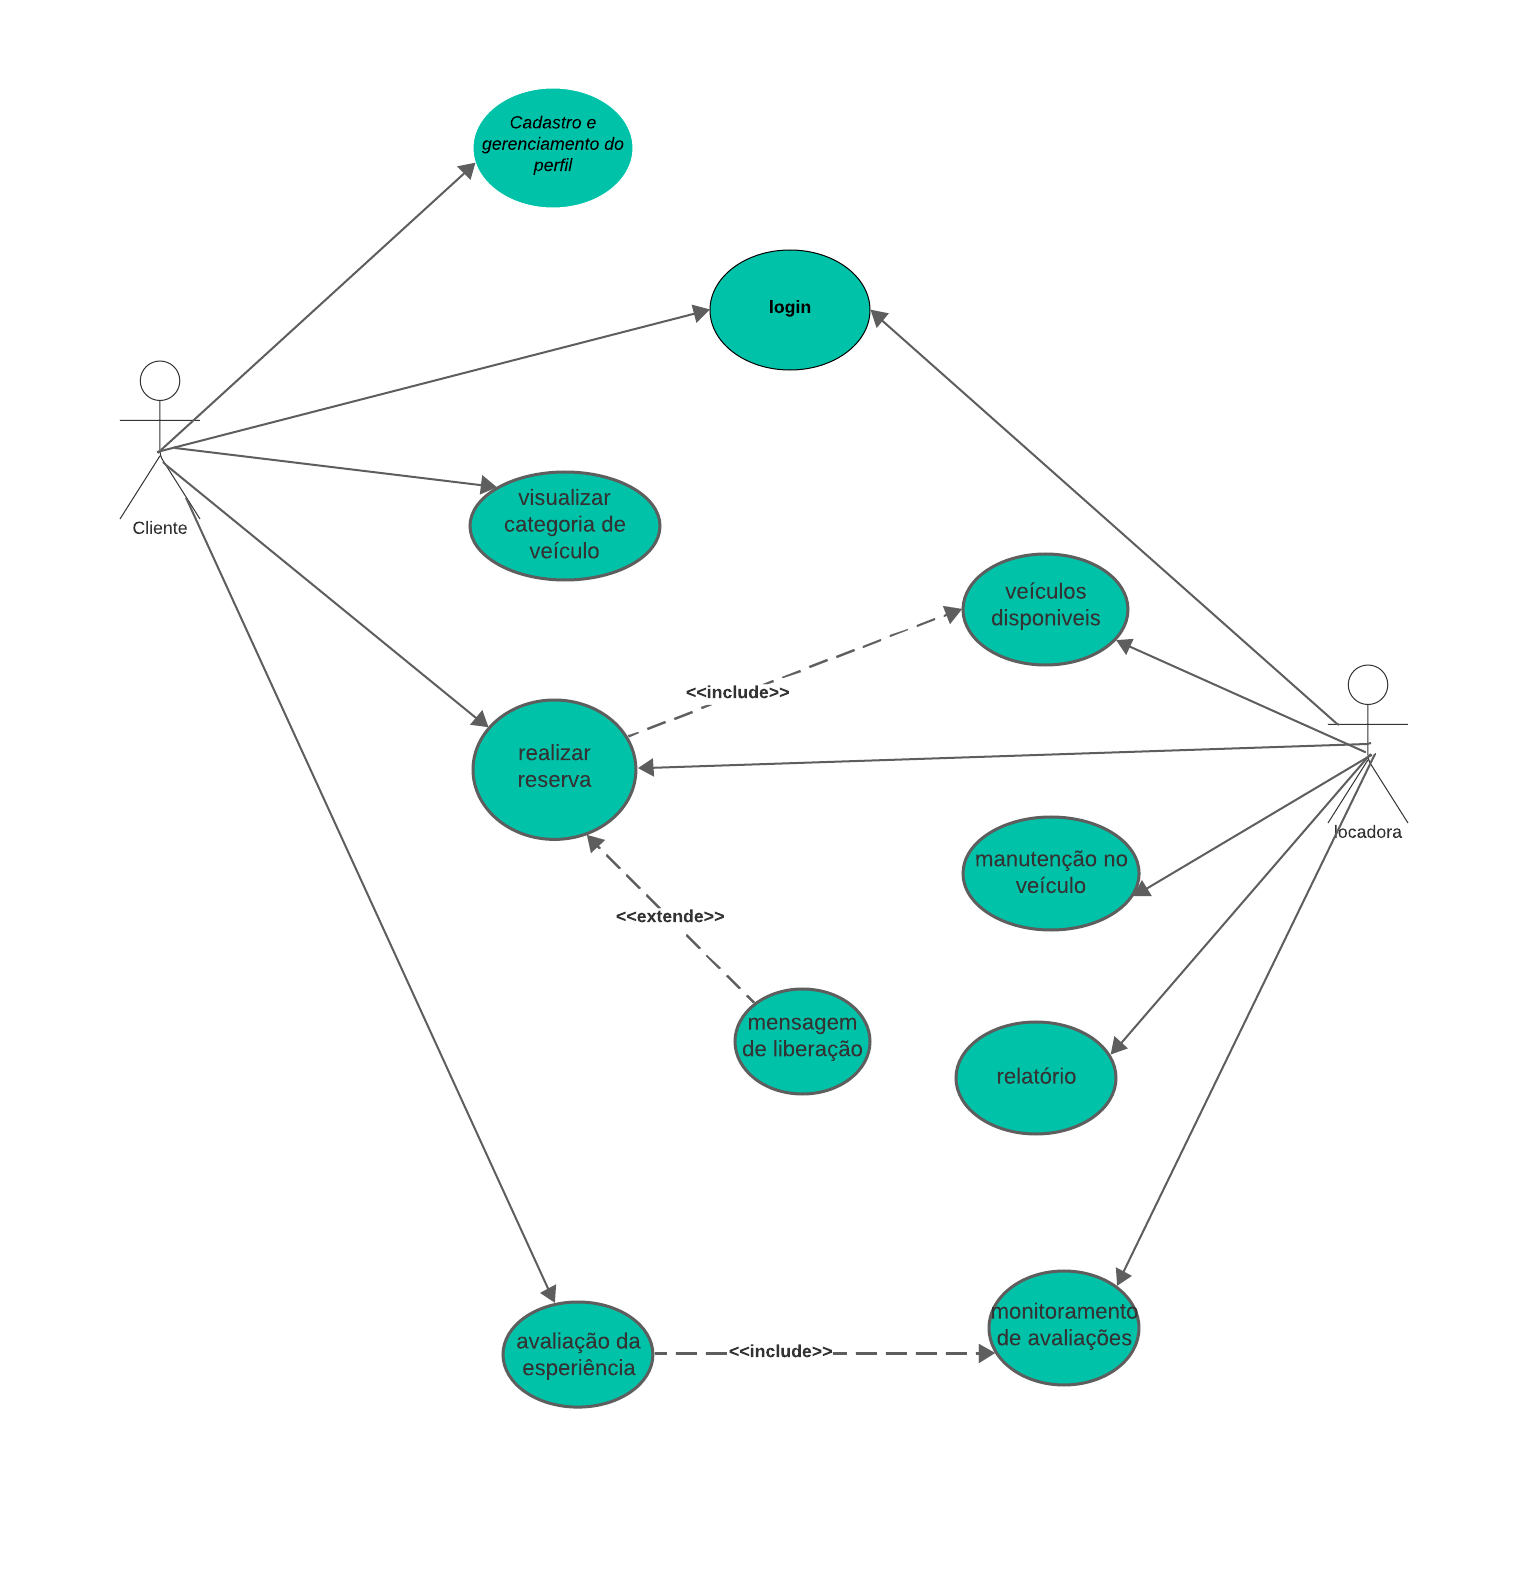 Cadastro e
gerenciamento do
perfil
login
Cliente
visualizar
categoria de
veículo
veículos
disponiveis
<<include>>
realizar
reserva
locadora
manutenção no
veículo
<<extende>>
mensagem
de liberação
relatório
monitoramento
de avaliações
avaliação da
esperiência
<<include>>